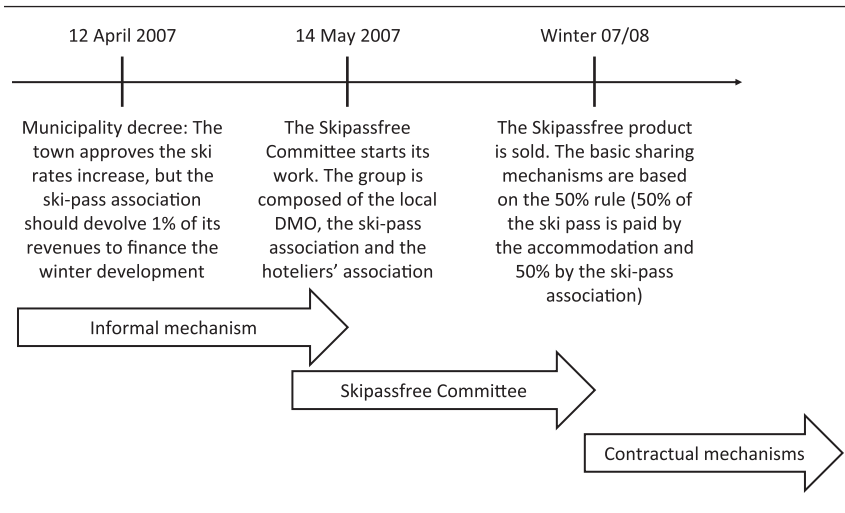 12 April 2007
14 May 2007
Winter 07/08
Municipality decree: The
town approves the ski
rates increase, but the
ski-pass association
should devolve 1% of its
revenues to finance the
winter development
The Skipassfree
Committee starts its
work. The group is
composed of the local
DMO, the ski-pass
association and the
hoteliers’ association
The Skipassfree product
is sold. The basic sharing
mechanisms are based
on the 50% rule (50% of
the ski pass is paid by
the accommodation and
50% by the ski-pass
association)
Informal mechanism
Skipassfree Committee
Contractual mechanisms